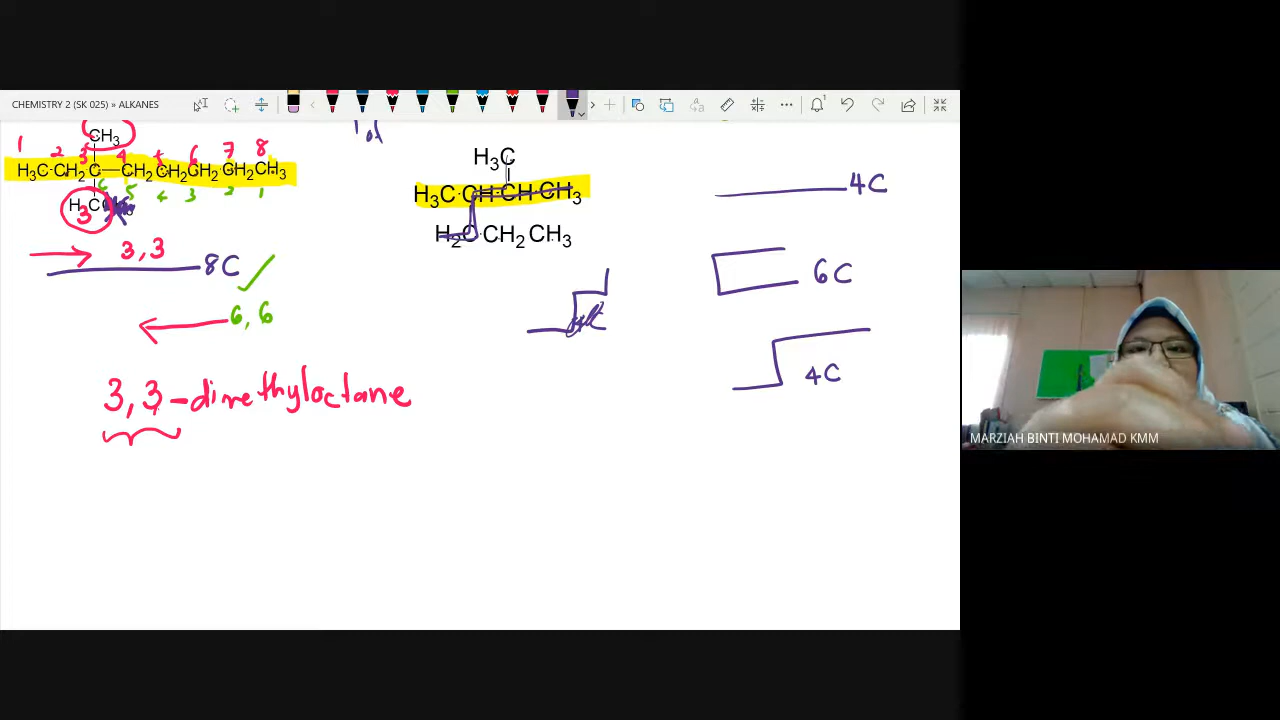 CHEMISTRY 2 (SK 025) » ALKANES
CH3
1 2 3 4 5 6 7 8
H3C CH2 C CH2 CH2 CH2 CH2 CH3
5 4 3 2 1
3
3, 3
8C
6, 6
3, 3 - dimethyloctane
H3C
H3C CH CH CH3
H2C CH2 CH3
4C
6C
4C
MARZIAH BINTI MOHAMAD KMM